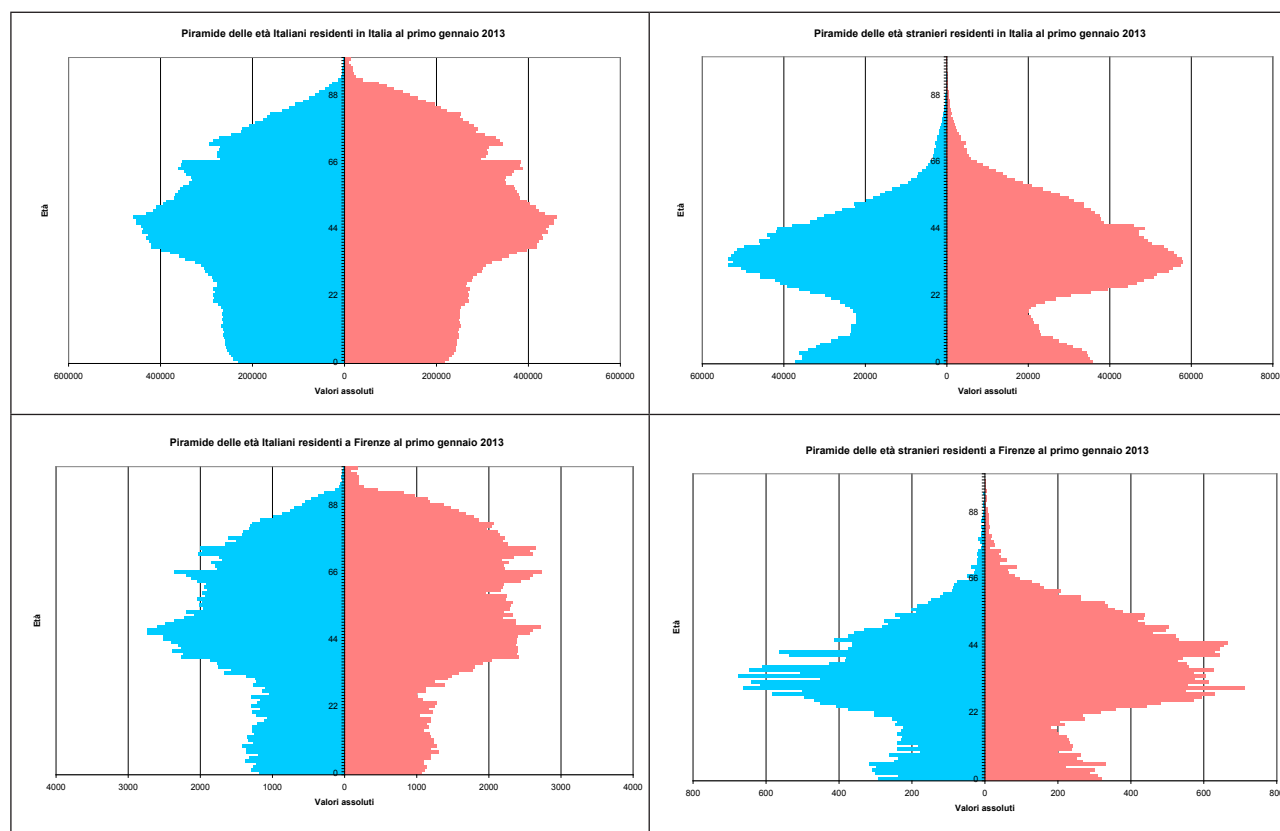 Piramide delle età Italiani residenti in Italia al primo gennaio 2013
88
66
44
22
0
Età
600000 400000 200000 0 200000 400000 600000
Valori assoluti
Piramide delle età stranieri residenti in Italia al primo gennaio 2013
88
66
44
22
0
Età
60000 40000 20000 0 20000 40000 60000 8000
Valori assoluti
Piramide delle età Italiani residenti a Firenze al primo gennaio 2013
88
66
44
22
0
Età
4000 3000 2000 1000 0 1000 2000 3000 4000
Valori assoluti
Piramide delle età stranieri residenti a Firenze al primo gennaio 2013
88
66
44
22
0
Età
800 600 400 200 0 200 400 600 800
Valori assoluti